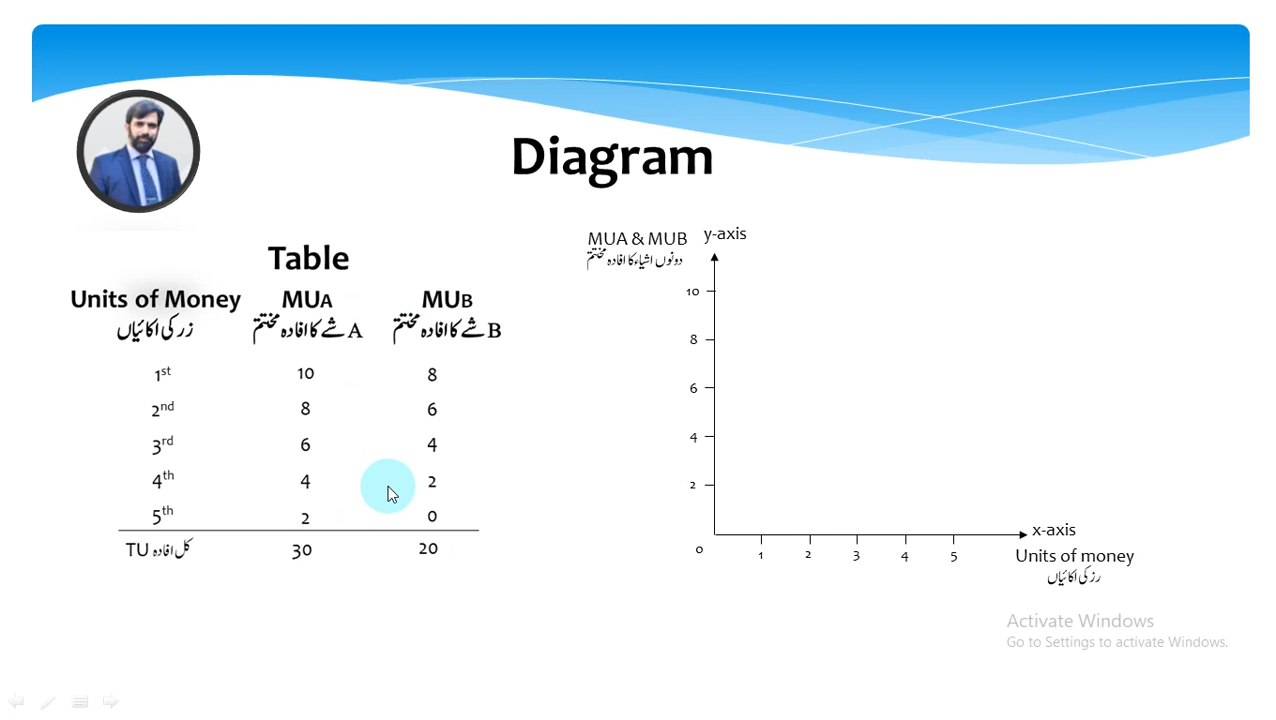 Diagram
Table
Units of Money MUA MUB
زر کی اکائیاں A شے کا افادہ مختتم B شے کا افادہ مختتم
1st 10 8
2nd 8 6
3rd 6 4
4th 4 2
5th 2 0
TU کل افادہ 30 20
MUA & MUB y-axis
دونوں اشیاء کا افادہ مختتم
10
8
6
4
2
0 1 2 3 4 5
x-axis
Units of money
رز کی اکائیاں
Activate Windows
Go to Settings to activate Windows.